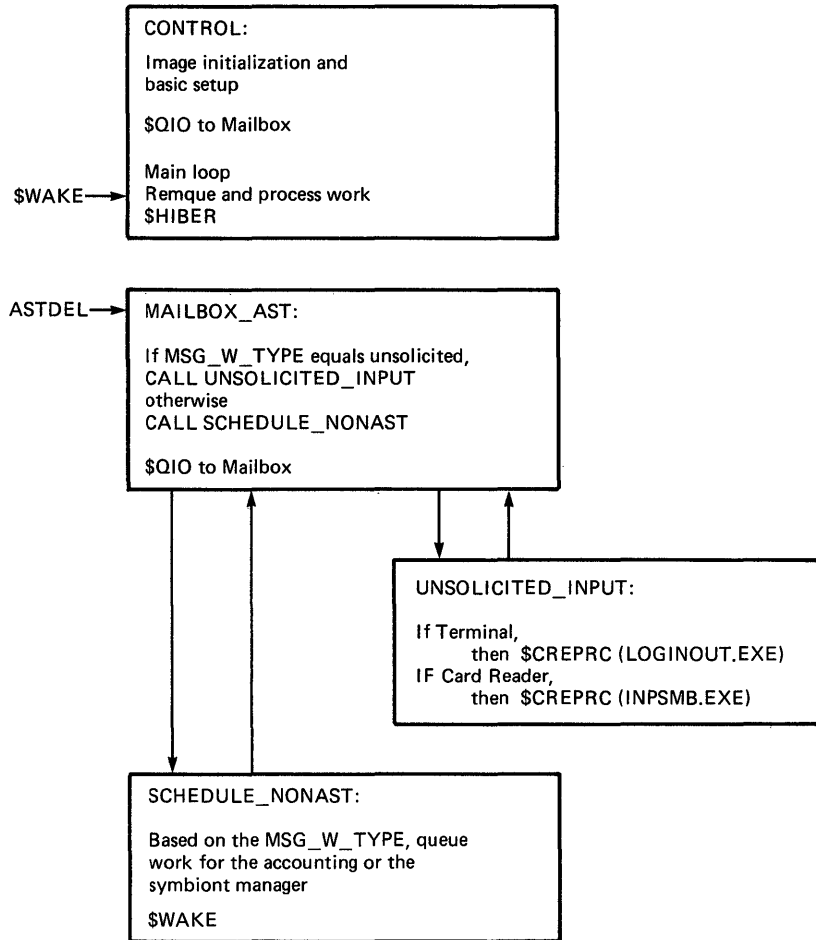 CONTROL:
Image initialization and
basic setup
$QIO to Mailbox
Main loop
$WAKE
Remque and process work
$HIBER
ASTDEL
MAILBOX_AST:
If MSG_W_TYPE equals unsolicited,
CALL UNSOLICITED_INPUT
otherwise
CALL SCHEDULE_NONAST
$QIO to Mailbox
UNSOLICITED_INPUT:
If Terminal,
then $CREPRC (LOGINOUT.EXE)
IF Card Reader,
then $CREPRC (INPSMB.EXE)
SCHEDULE_NONAST:
Based on the MSG_W_TYPE, queue
work for the accounting or the
symbiont manager
$WAKE